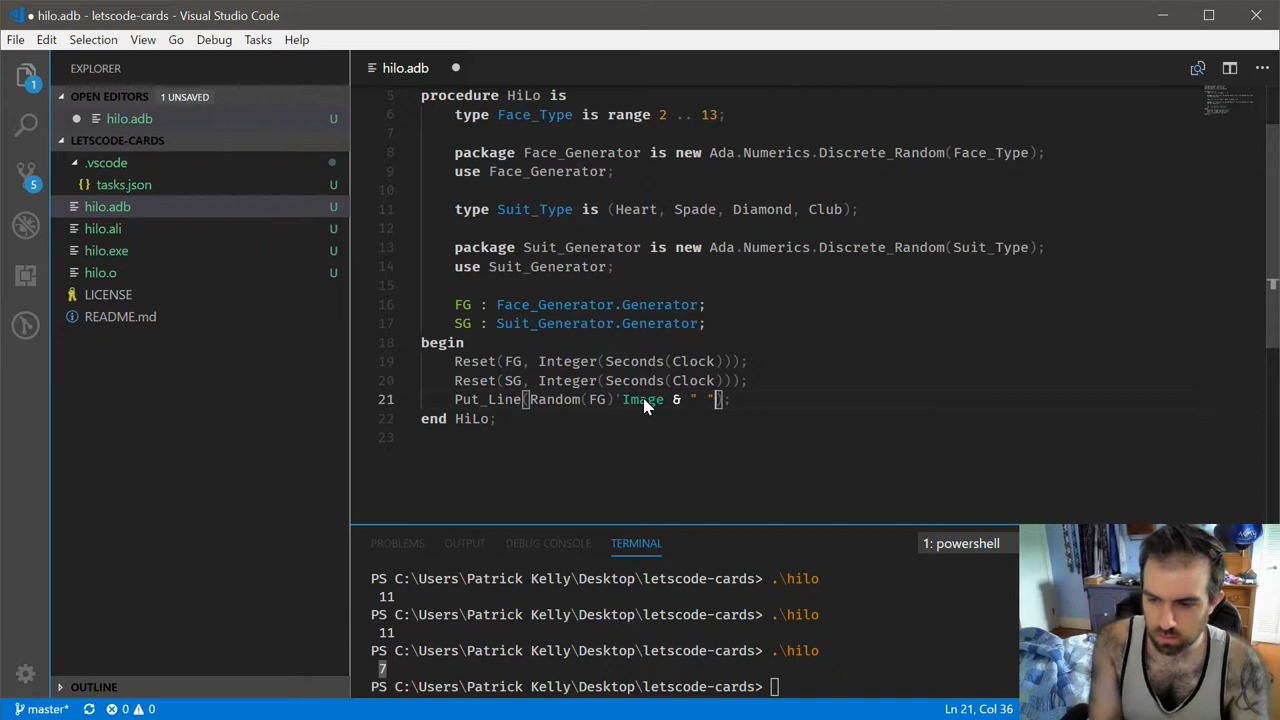 hilo.adb - letscode-cards - Visual Studio Code
File Edit Selection View Go Debug Tasks Help
EXPLORER
OPEN EDITORS 1 UNSAVED
hilo.adb U
LETSCODE-CARDS
.vscode
tasks.json U
hilo.adb U
hilo.ali U
hilo.exe U
hilo.o U
LICENSE
README.md
OUTLINE
1
5
hilo.adb
5 procedure HiLo is
6 type Face_Type is range 2 .. 13;
7
8 package Face_Generator is new Ada.Numerics.Discrete_Random(Face_Type);
9 use Face_Generator;
10
11 type Suit_Type is (Heart, Spade, Diamond, Club);
12
13 package Suit_Generator is new Ada.Numerics.Discrete_Random(Suit_Type);
14 use Suit_Generator;
15
16 FG : Face_Generator.Generator;
17 SG : Suit_Generator.Generator;
18 begin
19 Reset(FG, Integer(Seconds(Clock)));
20 Reset(SG, Integer(Seconds(Clock)));
21 Put_Line(Random(FG)'Image & " ");
22 end HiLo;
23
PROBLEMS OUTPUT DEBUG CONSOLE TERMINAL 1: powershell
PS C:\Users\Patrick Kelly\Desktop\letscode-cards> .\hilo
11
PS C:\Users\Patrick Kelly\Desktop\letscode-cards> .\hilo
11
PS C:\Users\Patrick Kelly\Desktop\letscode-cards> .\hilo
7
PS C:\Users\Patrick Kelly\Desktop\letscode-cards>
master* 0 0 Ln 21, Col 36